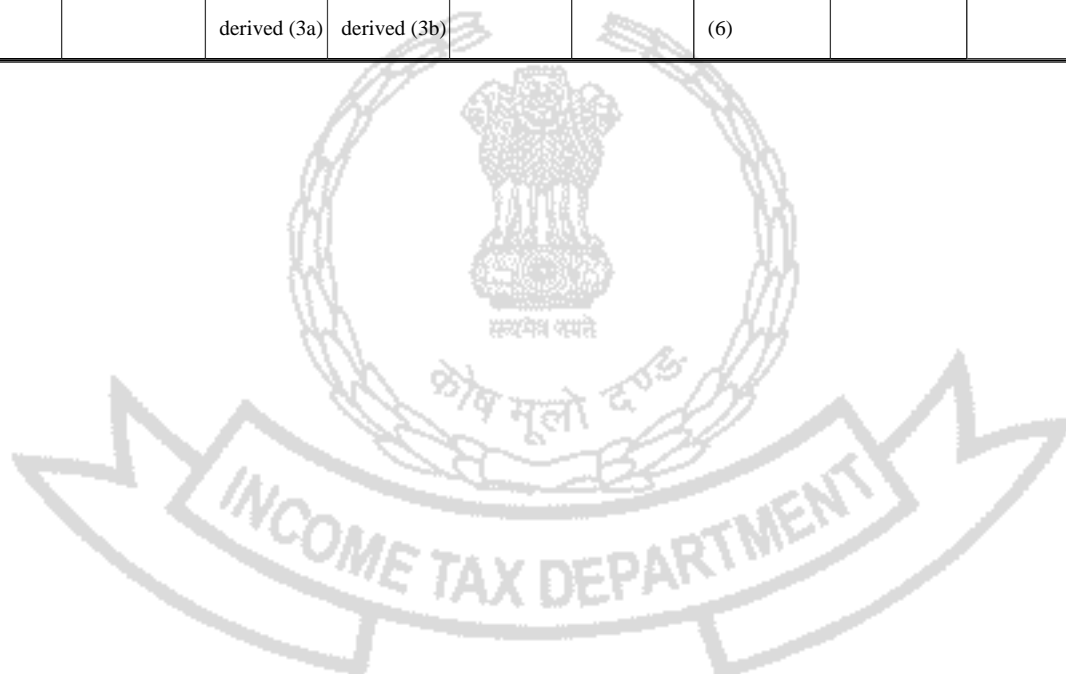 derived (3a) derived (3b) (6)
सत्यमेव जयते
कोष मूलो दण्ड:
INCOME TAX DEPARTMENT